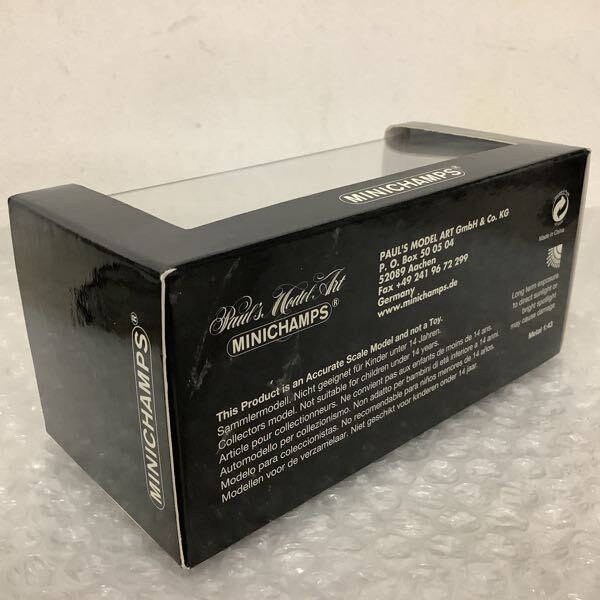 MINICHAMPS®
MINICHAMPS®
Paul's Model Art
MINICHAMPS®
PAUL'S MODEL ART GmbH & Co. KG
P. O. Box 50 05 04
52089 Aachen
Fax +49 241 96 72 299
Germany
www.minichamps.de
Made in China
Long term exposure
to direct sunlight or
bright spotlight
may cause damage.
Metal 1:43
This Product is an Accurate Scale Model and not a Toy.
Sammlermodell. Nicht geeignet für Kinder unter 14 Jahren.
Collectors model. Not suitable for children under 14 years.
Article pour collectionneurs. Ne convient pas aux enfants de moins de 14 ans.
Automodello per collezionismo. Non adatto per bambini di età inferiore a 14 anni.
Modelo para coleccionistas. No recomendable para niños menores de 14 años.
Modellen voor de verzamelaar. Niet geschikt voor kinderen onder 14 jaar.